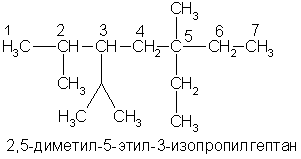 CH₃
1 2 3 4 5 6 7
H₃C CH CH CH₂ C CH₂ CH₃
CH₃ CH CH₂
H₃C CH₃ CH₃
2,5-диметил-5-этил-3-изопропилгептан